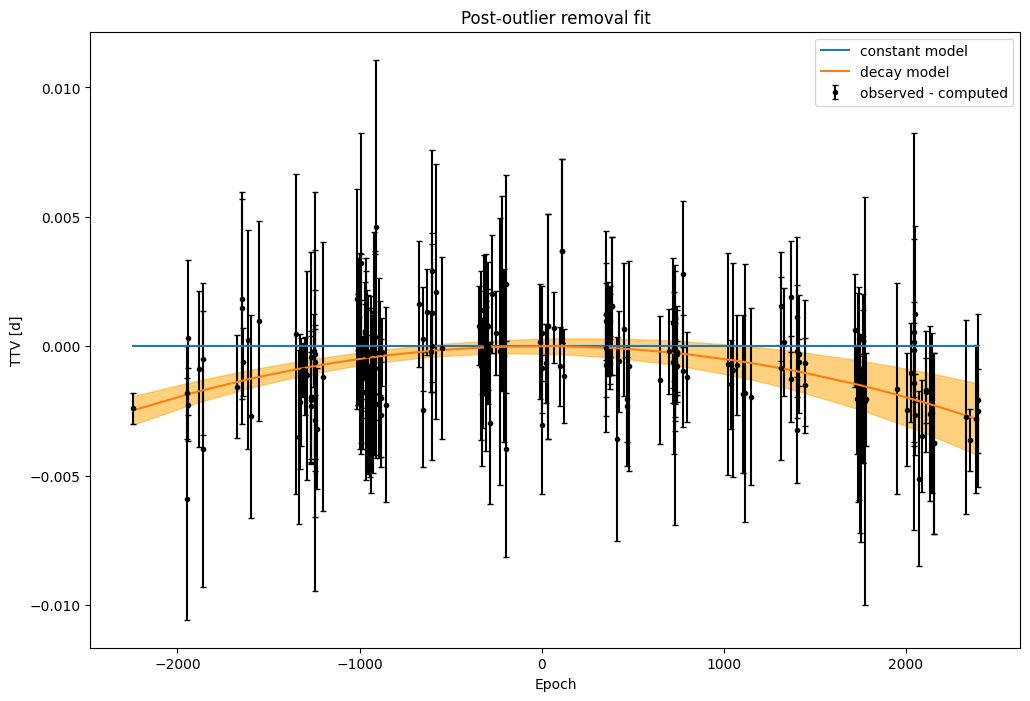 Post-outlier removal fit
constant model
decay model
observed - computed
0.010
0.005
0.000
−0.005
−0.010
TTV [d]
−2000
−1000
0
1000
2000
Epoch